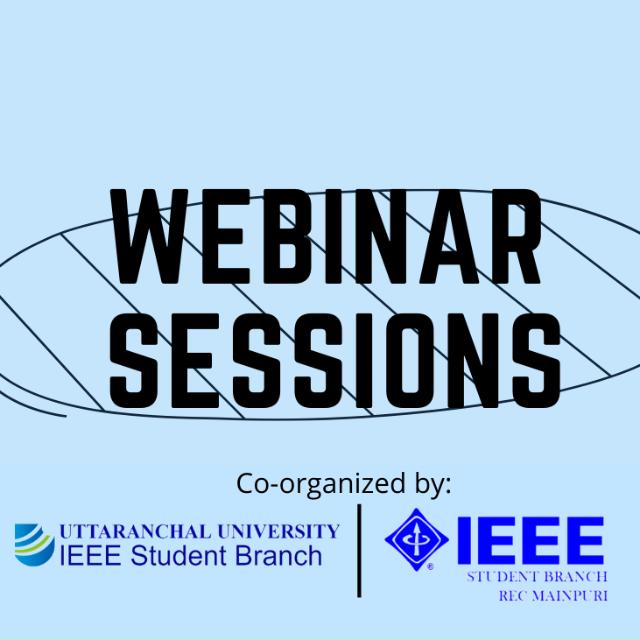 WEBINAR
SESSIONS
Co-organized by:
UTTARANCHAL UNIVERSITY
IEEE Student Branch
®IEEE
STUDENT BRANCH
REC MAINPURI